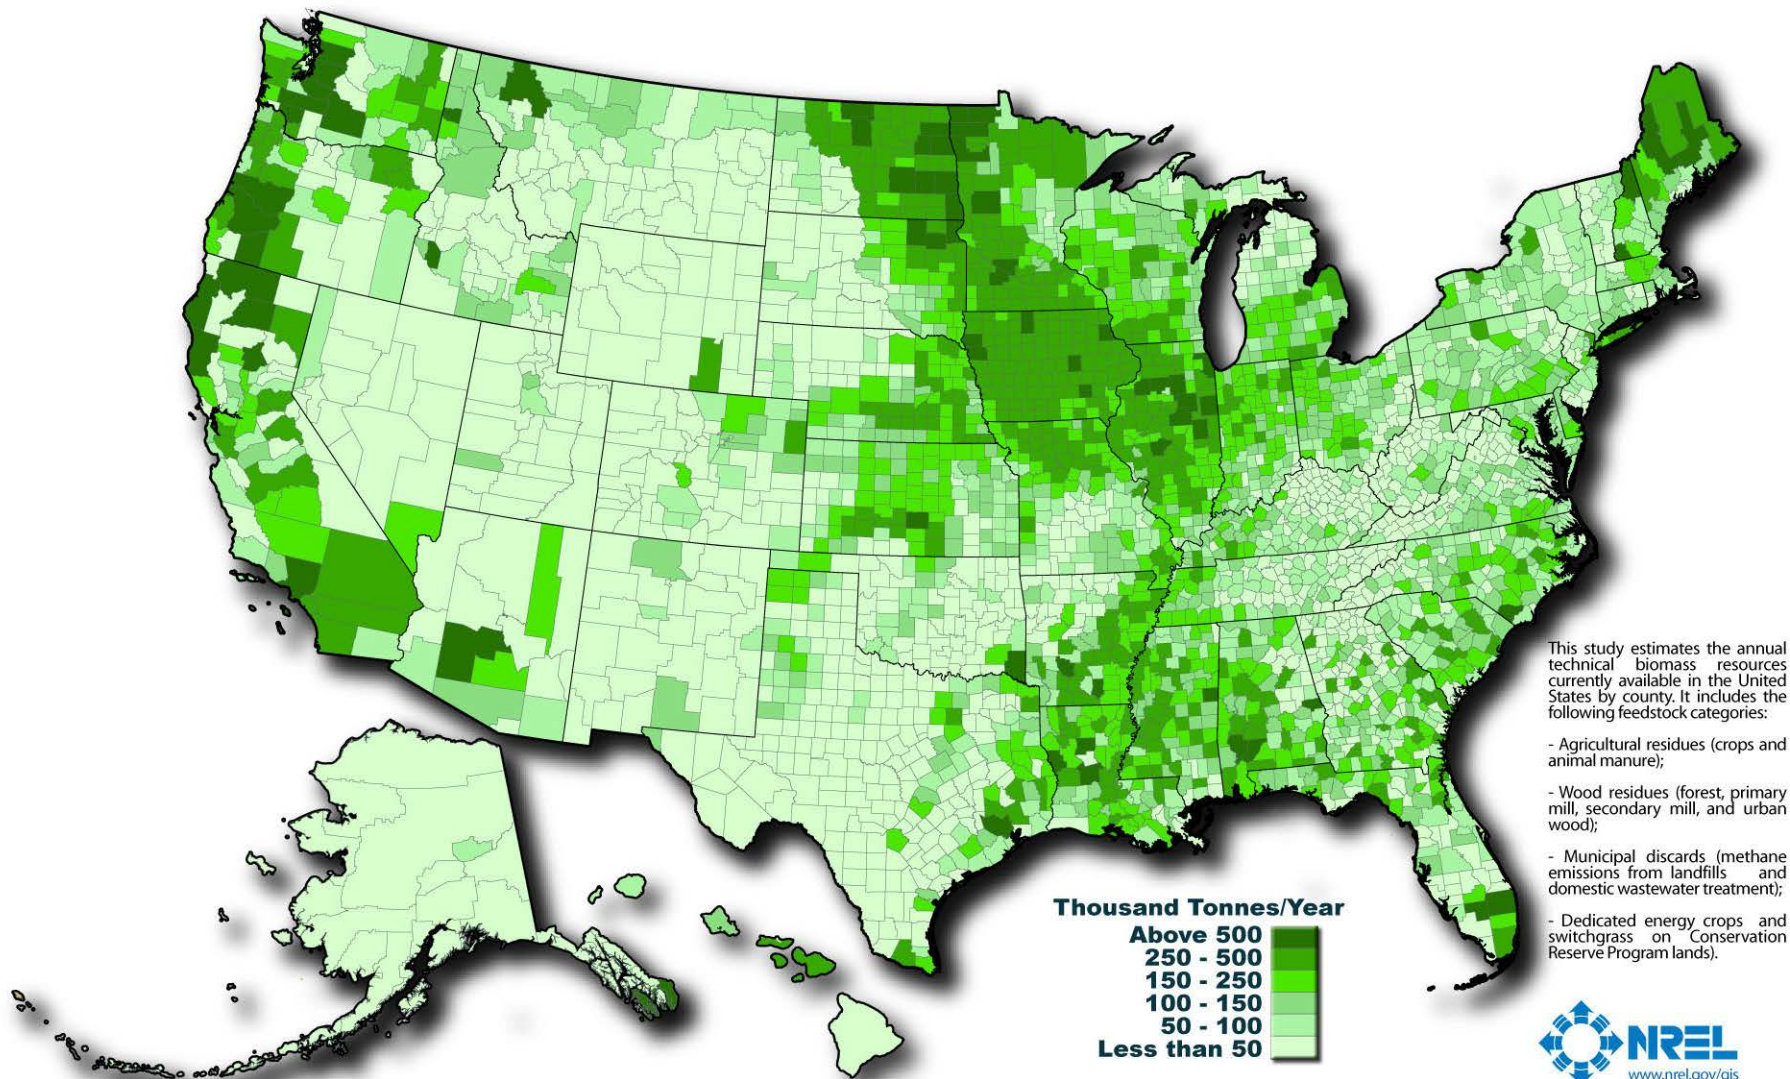 This study estimates the annual
technical biomass resources
currently available in the United
States by county. It includes the
following feedstock categories:
- Agricultural residues (crops and
animal manure);
- Wood residues (forest, primary
mill, secondary mill, and urban
wood);
- Municipal discards (methane
emissions from landfills and
domestic wastewater treatment);
- Dedicated energy crops and
switchgrass on Conservation
Reserve Program lands).
Thousand Tonnes/Year
Above 500
250 - 500
150 - 250
100 - 150
50 - 100
Less than 50
NREL
www.nrel.gov/gis